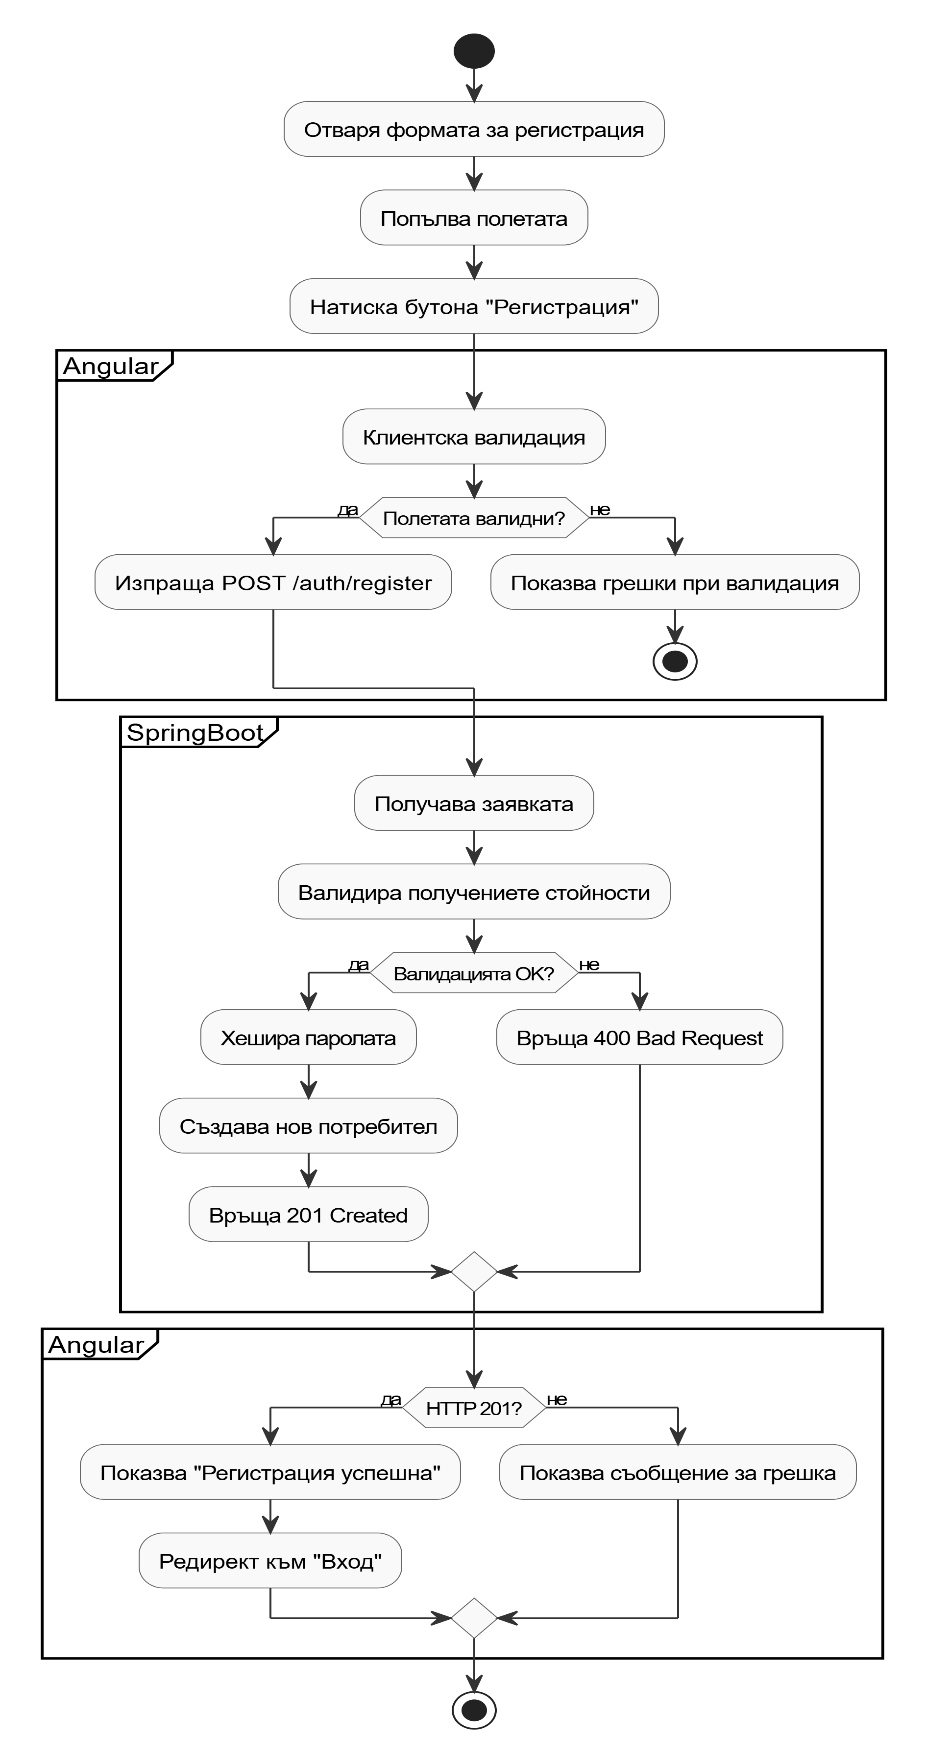 Отваря формата за регистрация
Попълва полетата
Натиска бутона "Регистрация"
Angular
Клиентска валидация
да
Полетата валидни?
не
Изпраща POST /auth/register
Показва грешки при валидация
SpringBoot
Получава заявката
Валидира получениете стойности
да
Валидацията OK?
не
Хешира паролата
Връща 400 Bad Request
Създава нов потребител
Връща 201 Created
Angular
да
HTTP 201?
не
Показва "Регистрация успешна"
Показва съобщение за грешка
Редирект към "Вход"